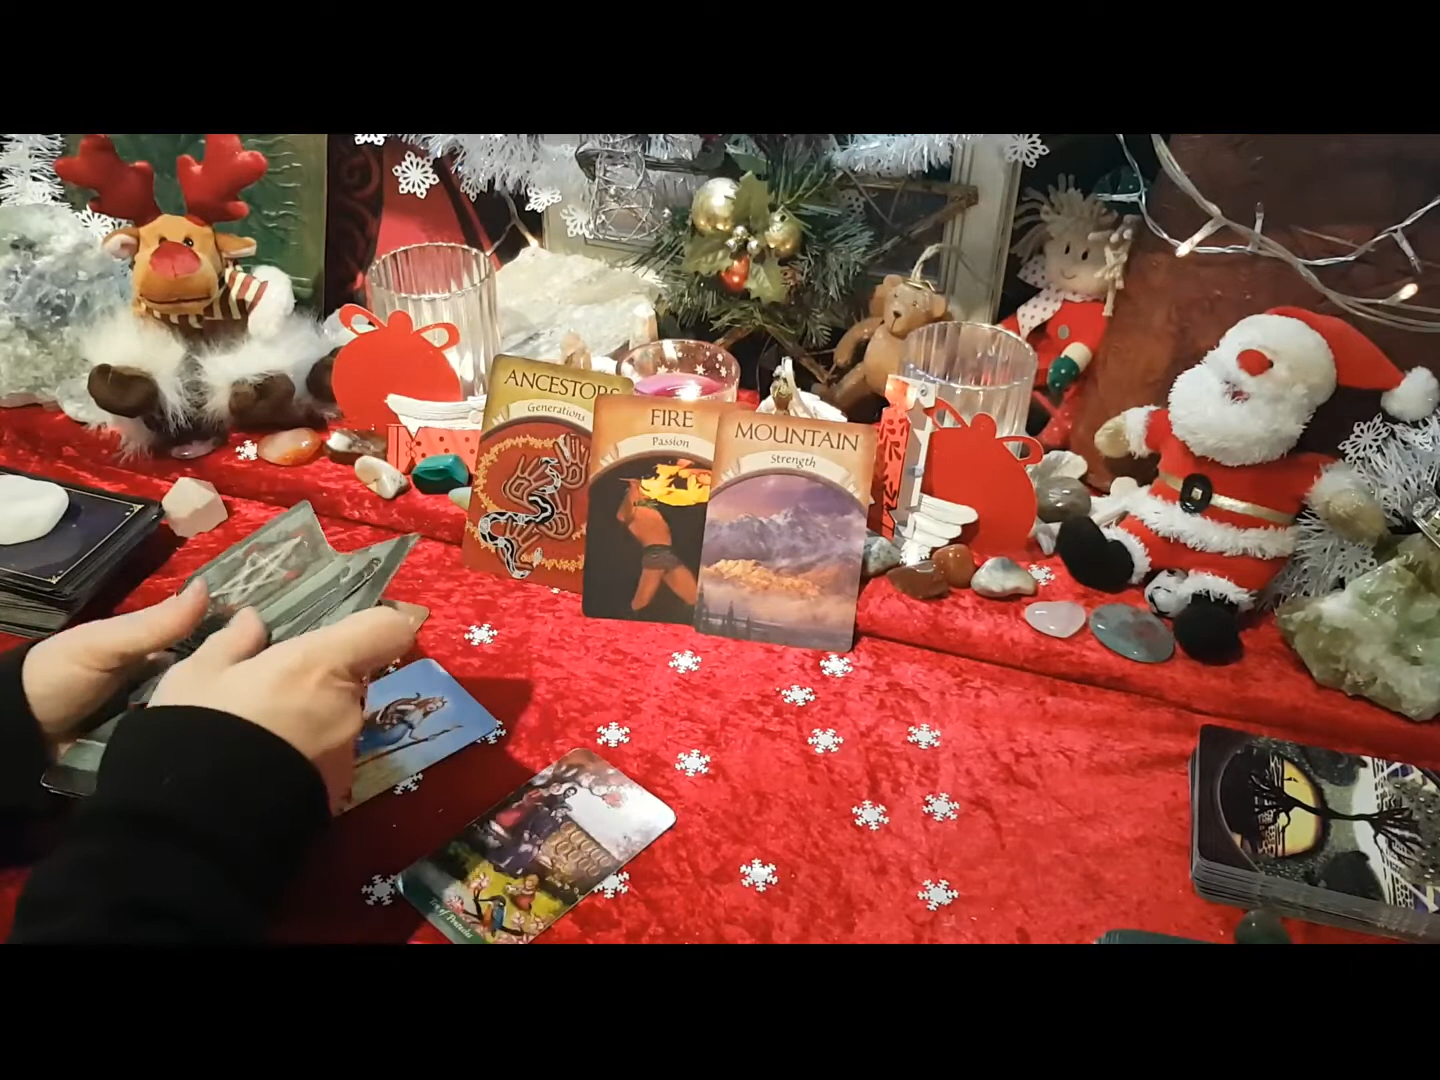 ANCESTORS
Generations
FIRE
Passion
MOUNTAIN
Strength